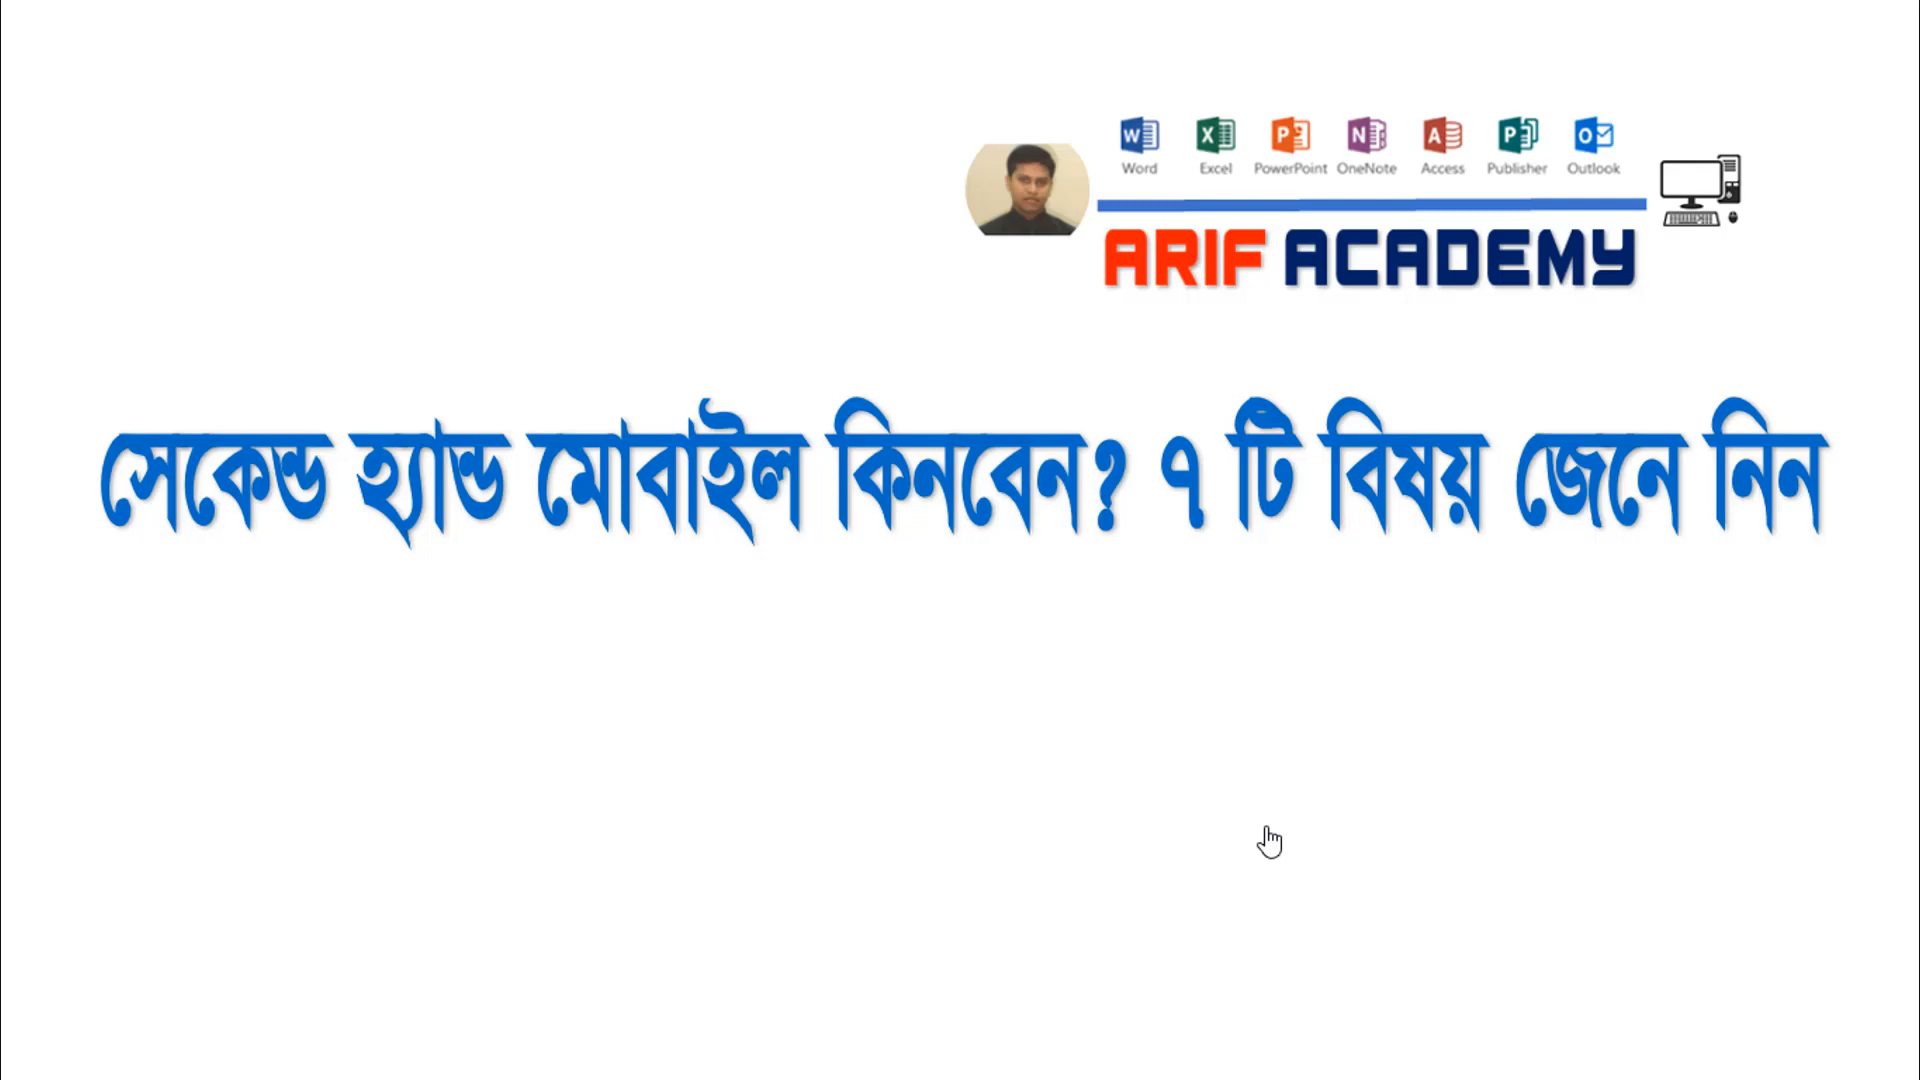 Word Excel PowerPoint OneNote Access Publisher Outlook
ARIF ACADEMY
সেকেন্ড হ্যান্ড মোবাইল কিনবেন? ৭ টি বিষয় জেনে নিন